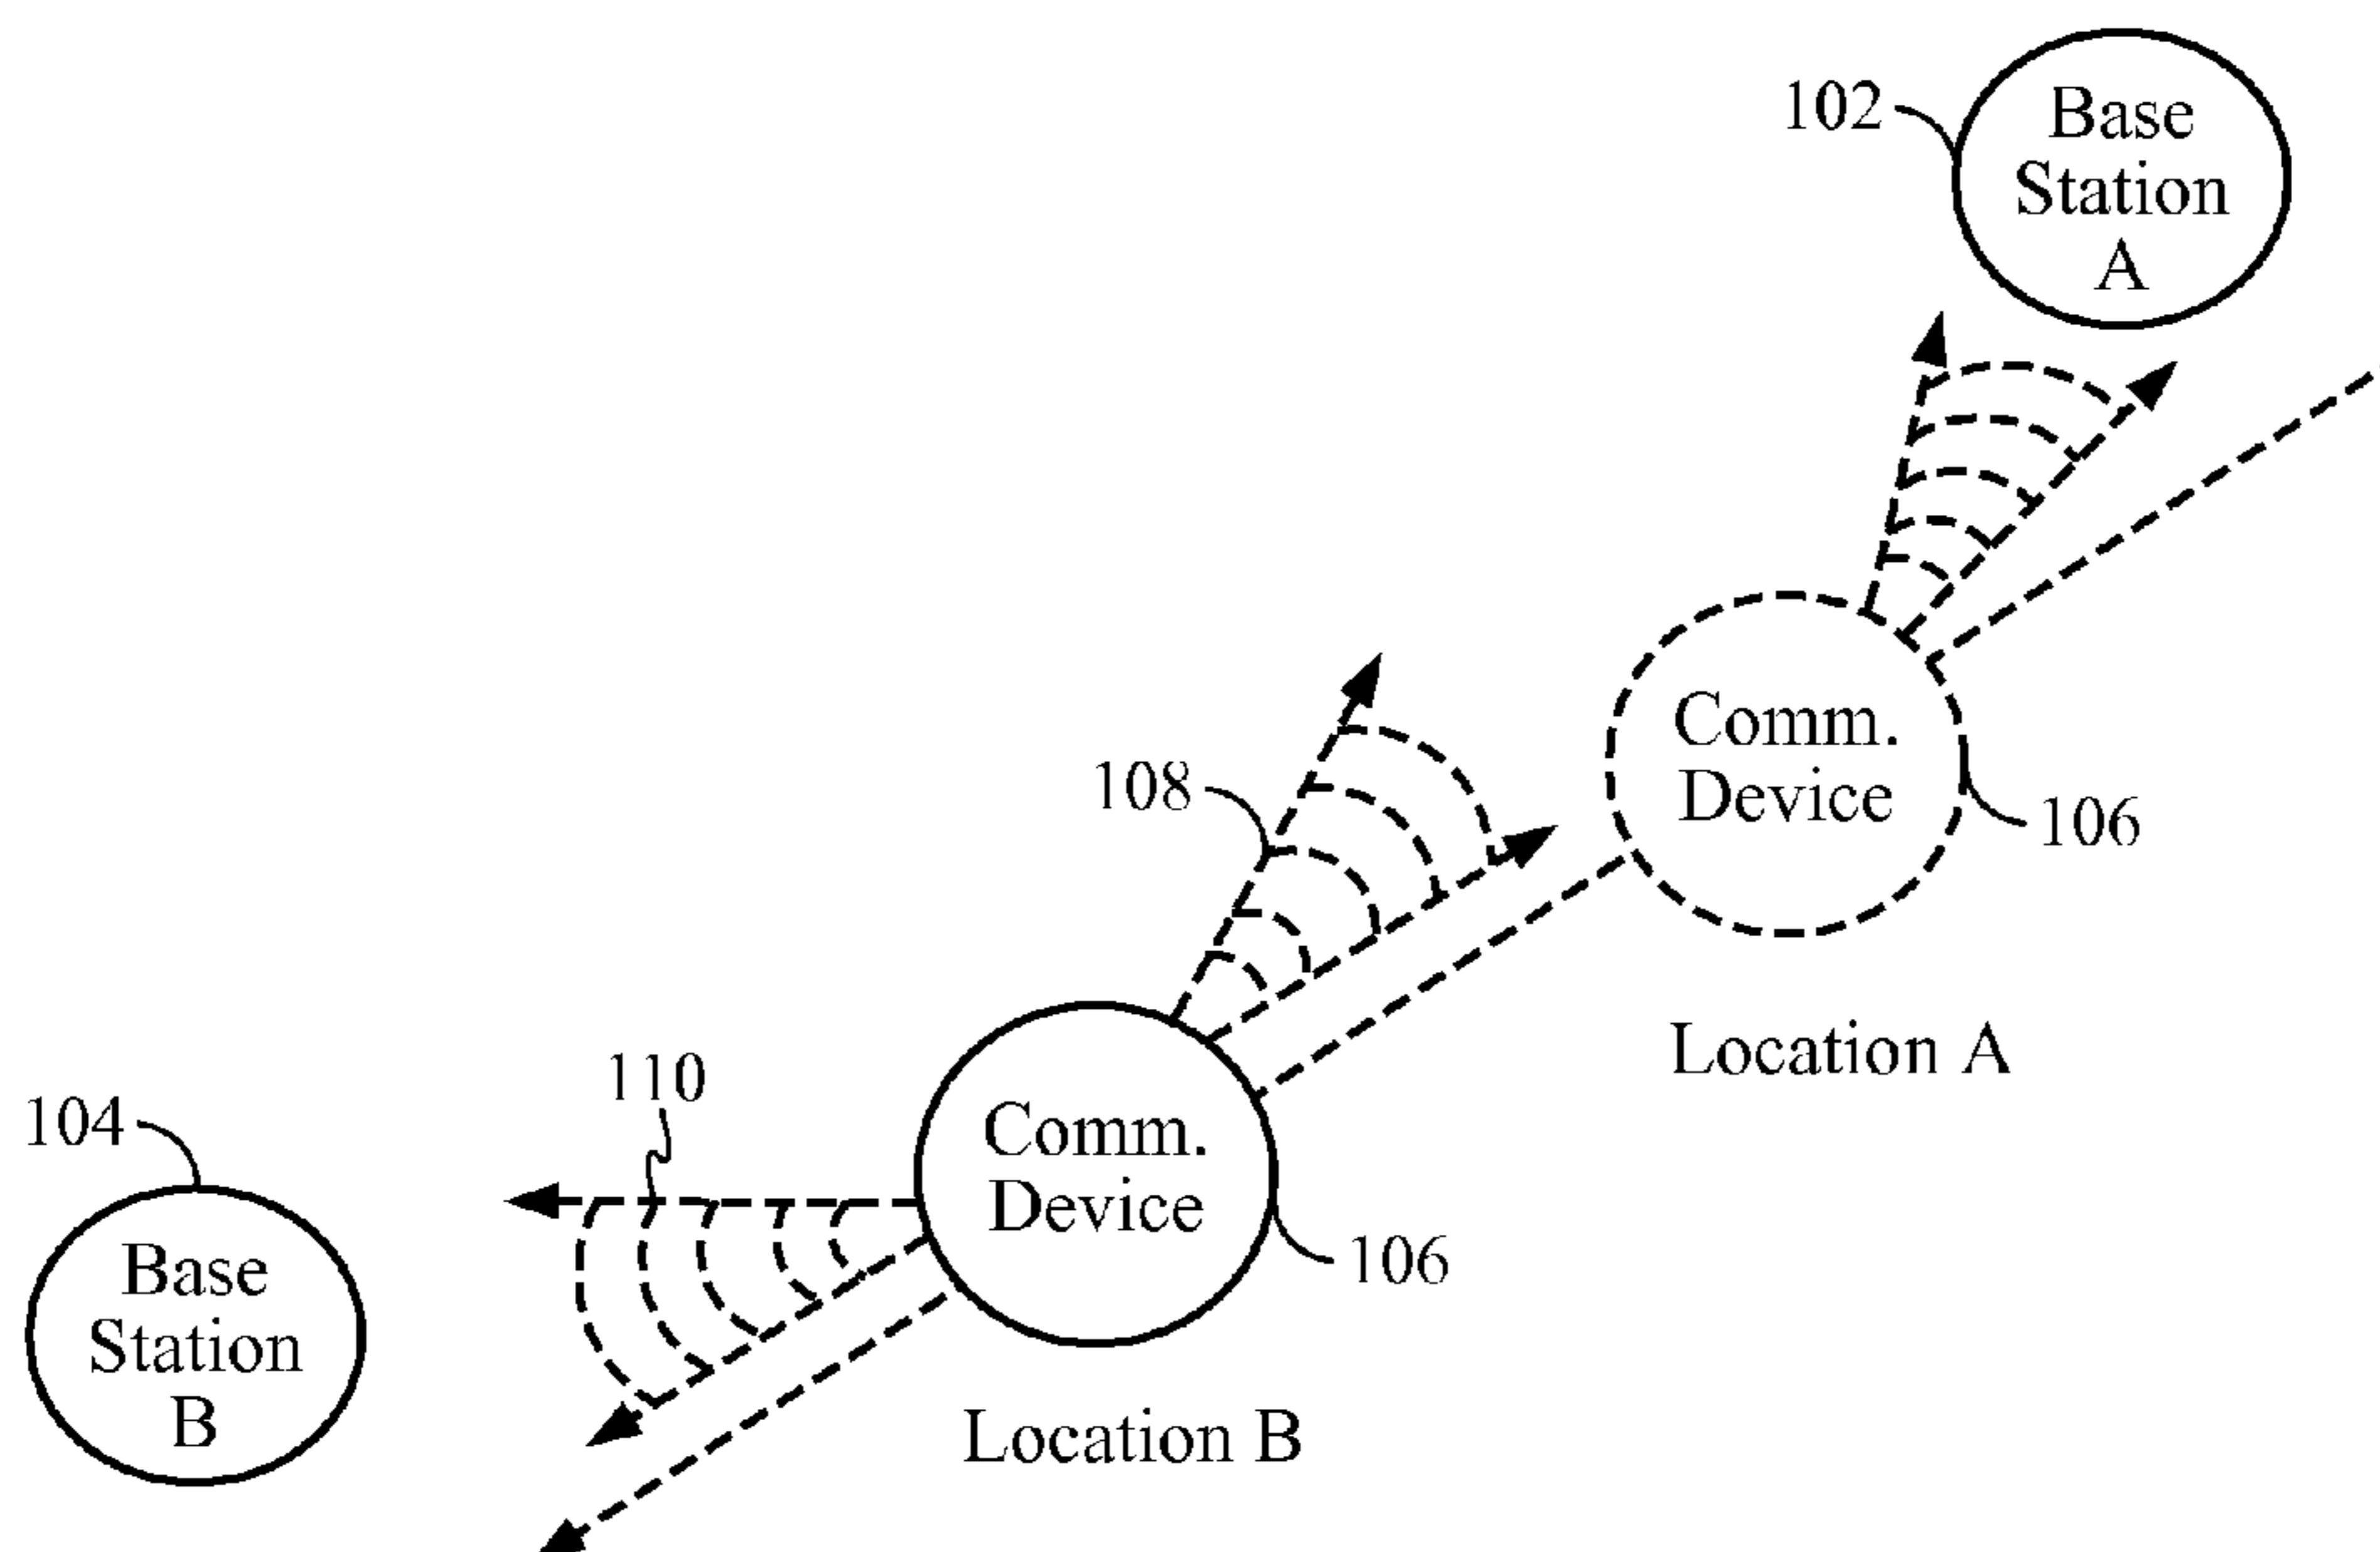 102
Base
Station
A
Comm.
Device
106
Location A
108
Comm.
Device
106
Location B
110
104
Base
Station
B